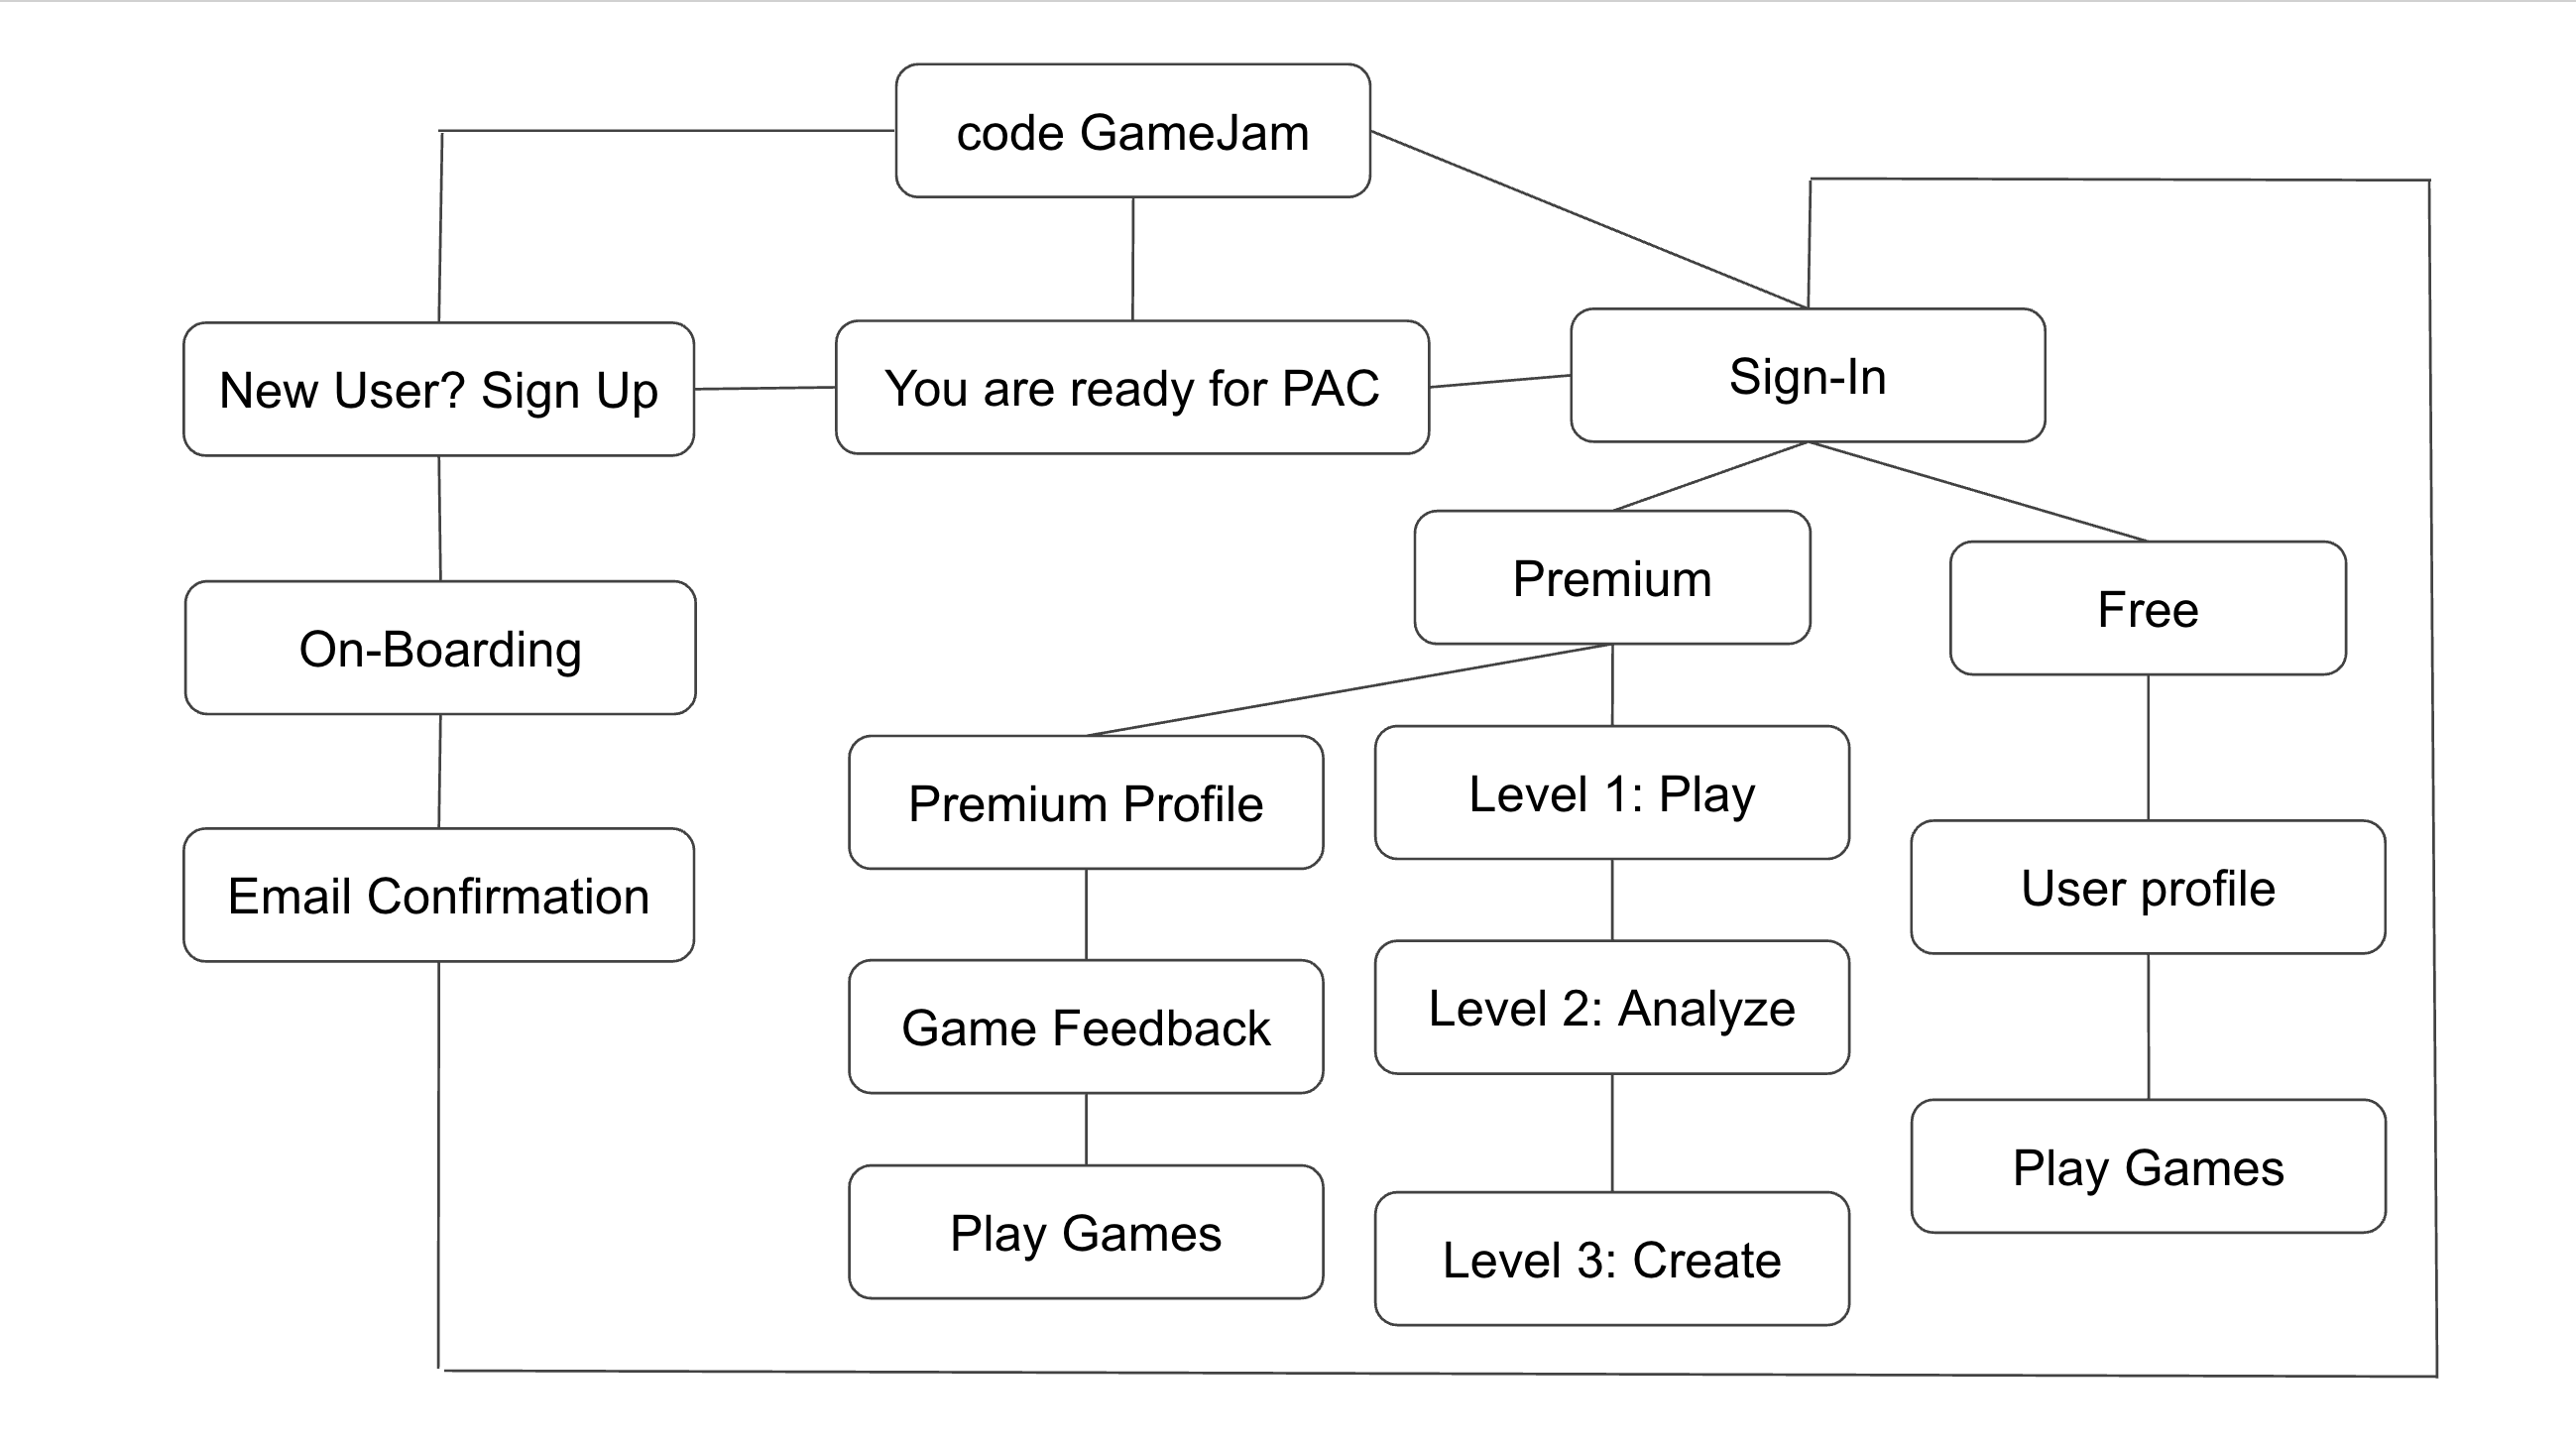 code GameJam
New User? Sign Up
You are ready for PAC
Sign-In
Premium
Free
On-Boarding
Premium Profile
Level 1: Play
User profile
Email Confirmation
Game Feedback
Level 2: Analyze
Play Games
Play Games
Level 3: Create